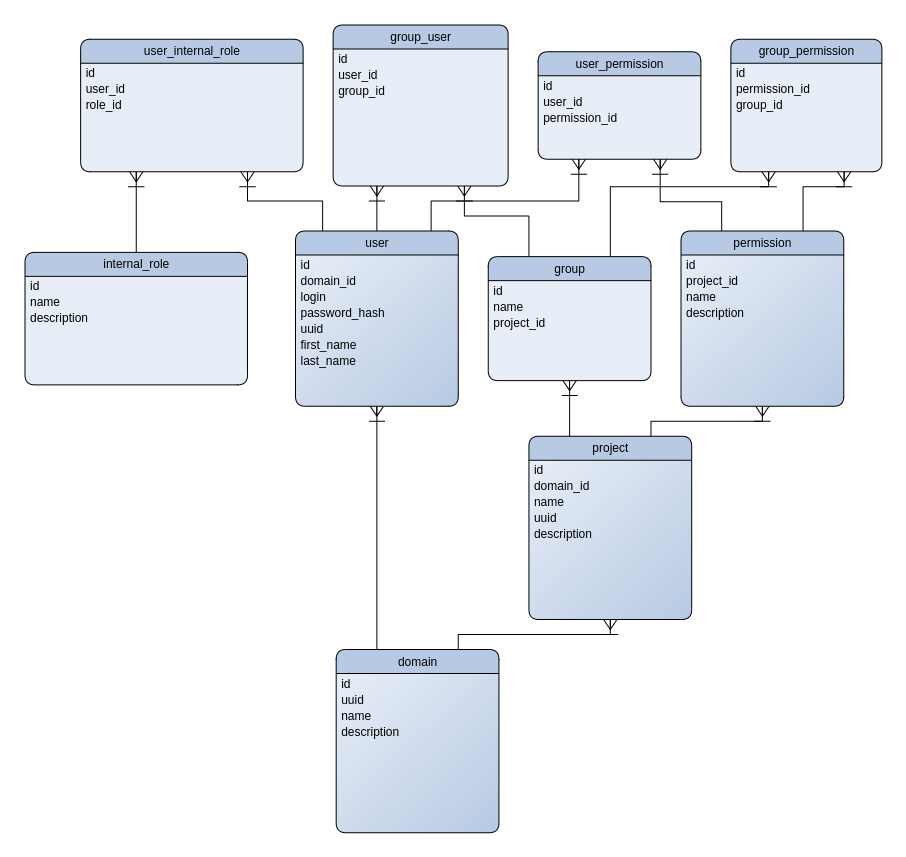 user_internal_role
id
user_id
role_id
group_user
id
user_id
group_id
user_permission
id
user_id
permission_id
group_permission
id
permission_id
group_id
internal_role
id
name
description
user
id
domain_id
login
password_hash
uuid
first_name
last_name
group
id
name
project_id
permission
id
project_id
name
description
project
id
domain_id
name
uuid
description
domain
id
uuid
name
description